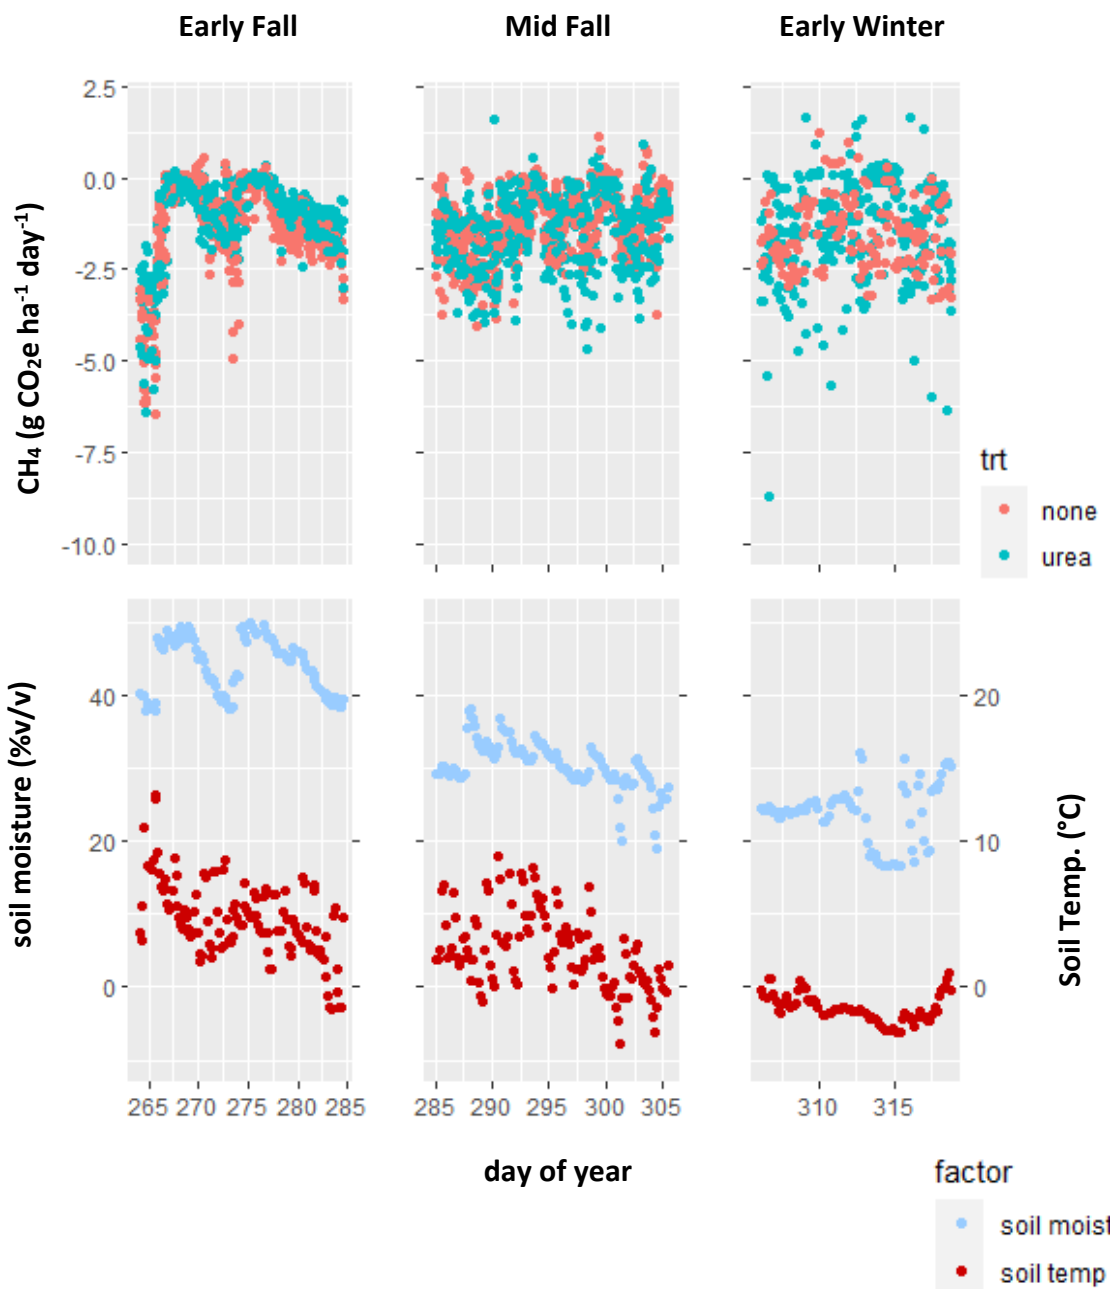 Early Fall Mid Fall Early Winter
CH₄ (g CO₂e ha⁻¹ day⁻¹)
2.5
0.0
-2.5
-5.0
-7.5
-10.0
trt
none
urea
soil moisture (%v/v)
40
20
0
20
10
0
Soil Temp. (°C)
265 270 275 280 285 285 290 295 300 305 310 315
day of year
factor
soil moist
soil temp